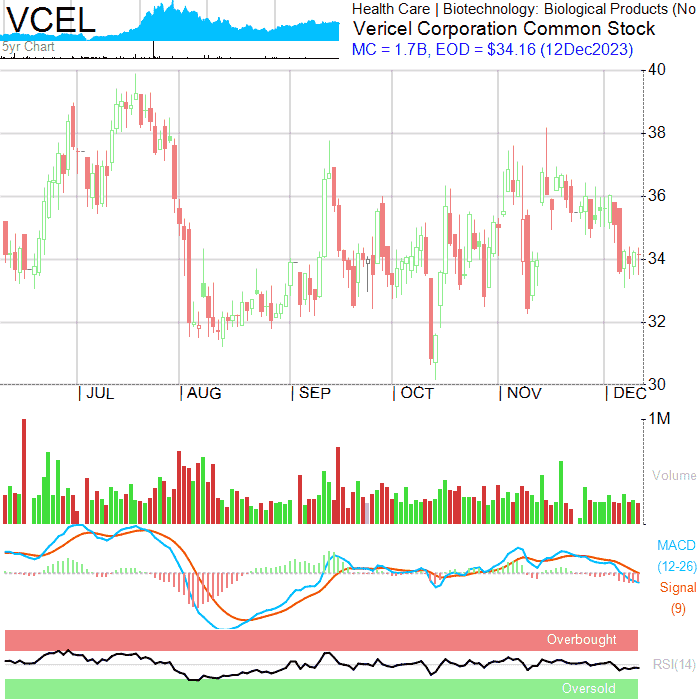 VCEL
5yr Chart
Health Care | Biotechnology: Biological Products (No
Vericel Corporation Common Stock
MC = 1.7B, EOD = $34.16 (12Dec2023)
40
38
36
34
32
30
| JUL | AUG | SEP | OCT | NOV | DEC
1M
Volume
MACD
(12-26)
Signal
(9)
Overbought
RSI(14)
Oversold